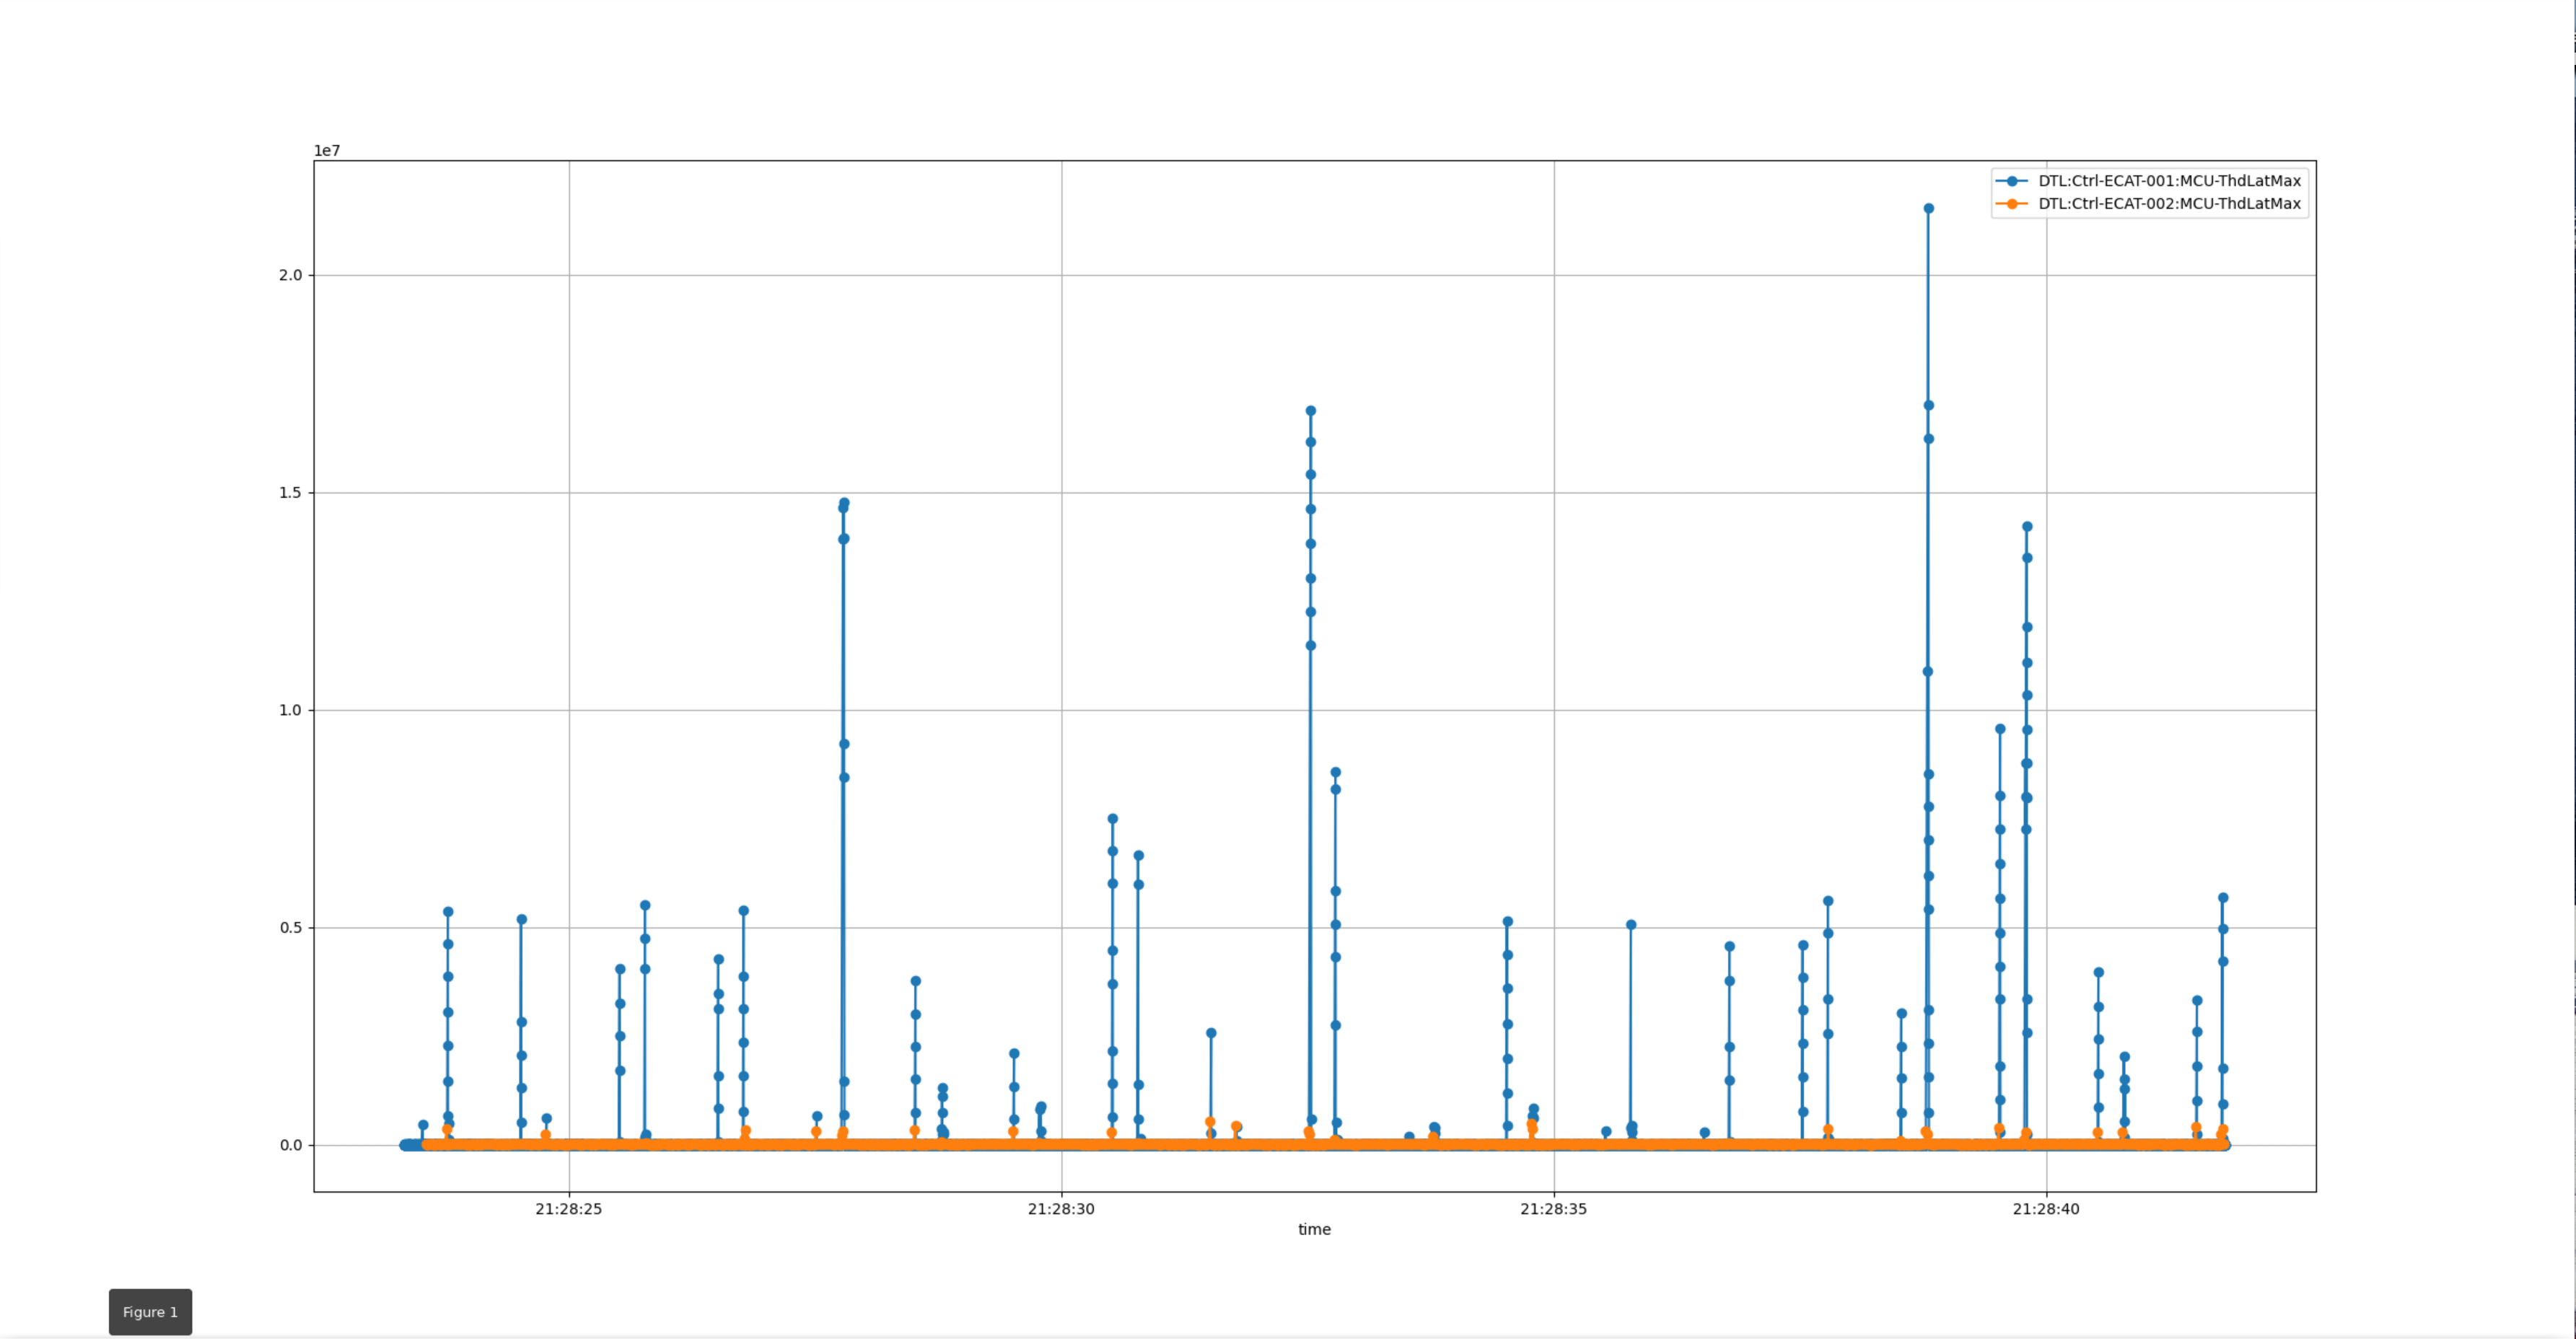 1e7
DTL:Ctrl-ECAT-001:MCU-ThdLatMax
DTL:Ctrl-ECAT-002:MCU-ThdLatMax
2.0
1.5
1.0
0.5
0.0
21:28:25 21:28:30 21:28:35 21:28:40
time
Figure 1